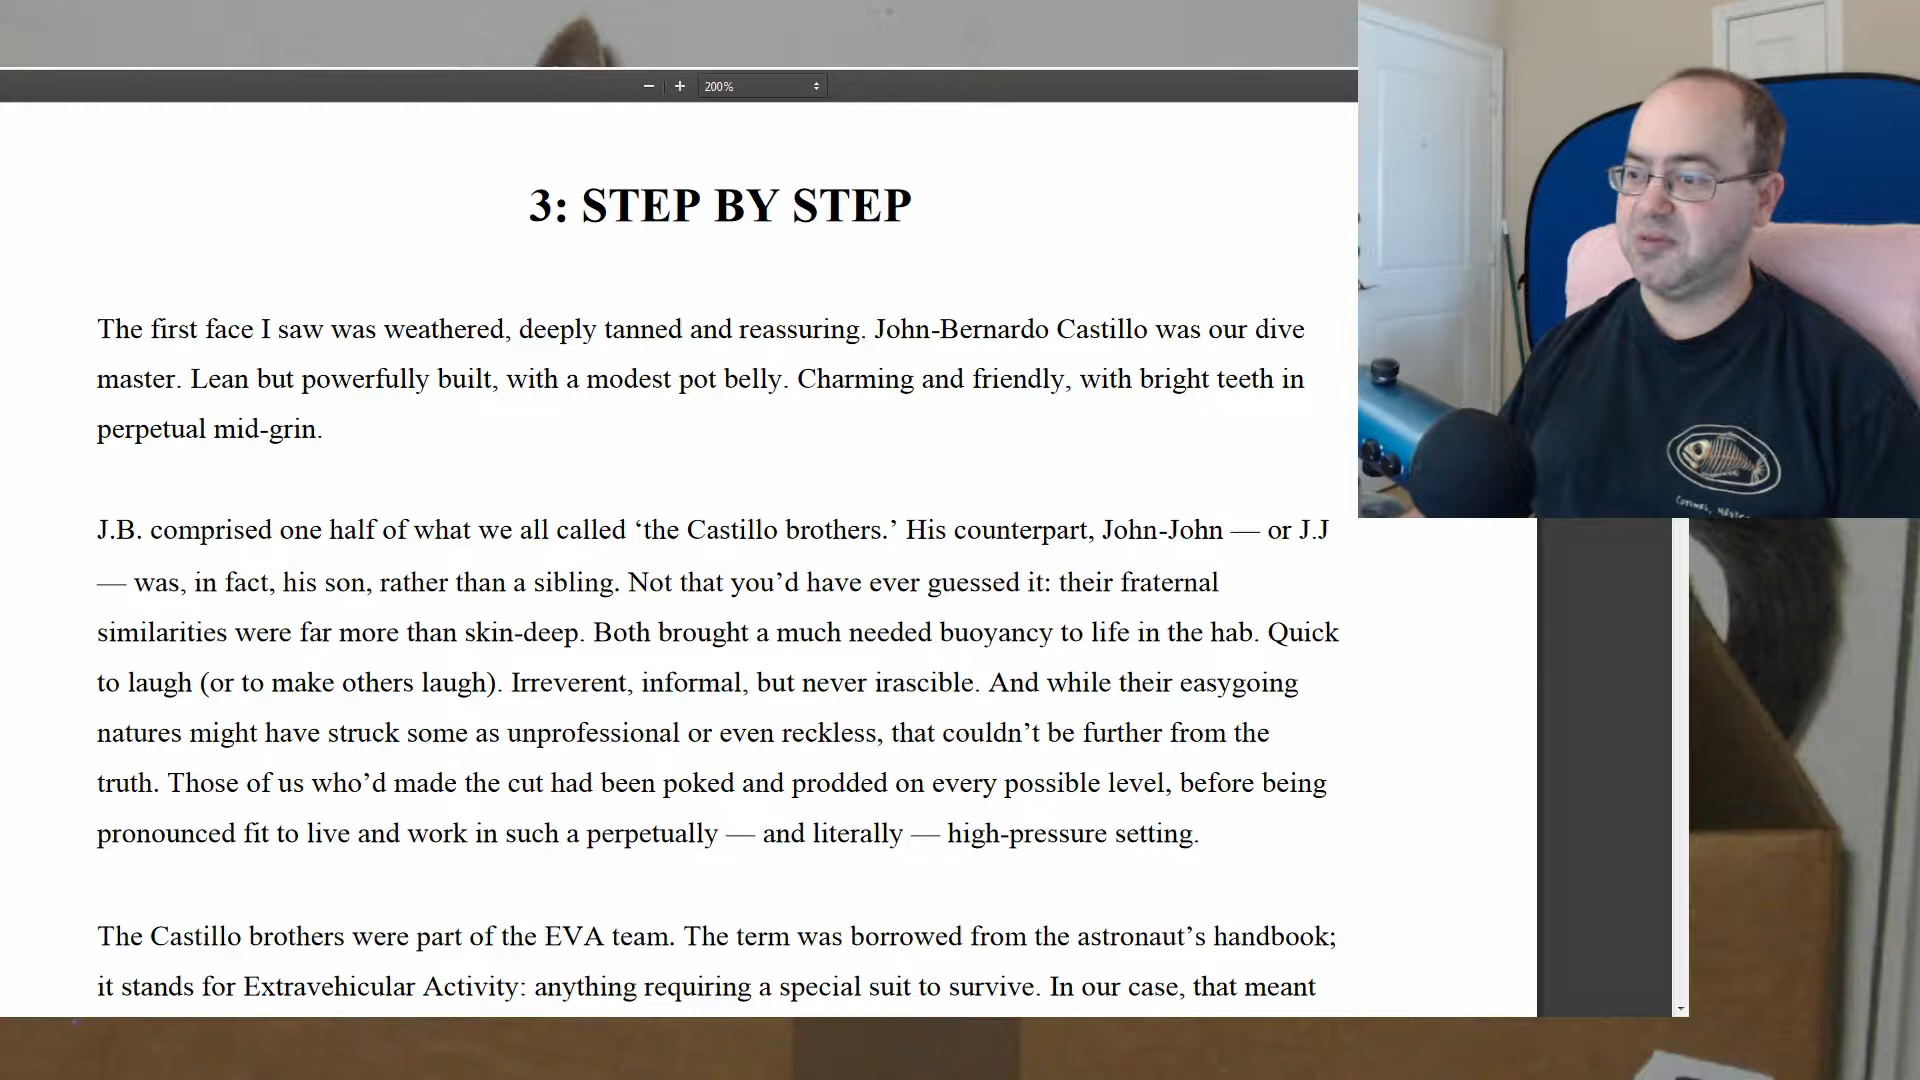 200%
3: STEP BY STEP
The first face I saw was weathered, deeply tanned and reassuring. John-Bernardo Castillo was our dive
master. Lean but powerfully built, with a modest pot belly. Charming and friendly, with bright teeth in
perpetual mid-grin.
J.B. comprised one half of what we all called ‘the Castillo brothers.’ His counterpart, John-John — or J.J
— was, in fact, his son, rather than a sibling. Not that you’d have ever guessed it: their fraternal
similarities were far more than skin-deep. Both brought a much needed buoyancy to life in the hab. Quick
to laugh (or to make others laugh). Irreverent, informal, but never irascible. And while their easygoing
natures might have struck some as unprofessional or even reckless, that couldn’t be further from the
truth. Those of us who’d made the cut had been poked and prodded on every possible level, before being
pronounced fit to live and work in such a perpetually — and literally — high-pressure setting.
The Castillo brothers were part of the EVA team. The term was borrowed from the astronaut’s handbook;
it stands for Extravehicular Activity: anything requiring a special suit to survive. In our case, that meant